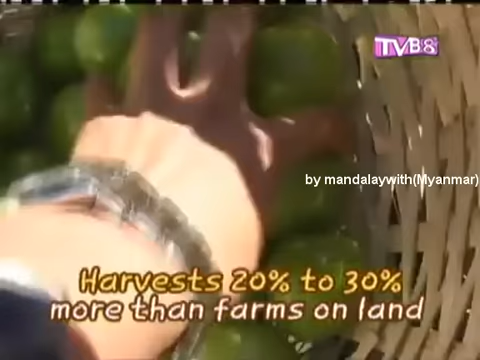 TVB8
by mandalaywith(Myanmar)
Harvests 20% to 30%
more than farms on land